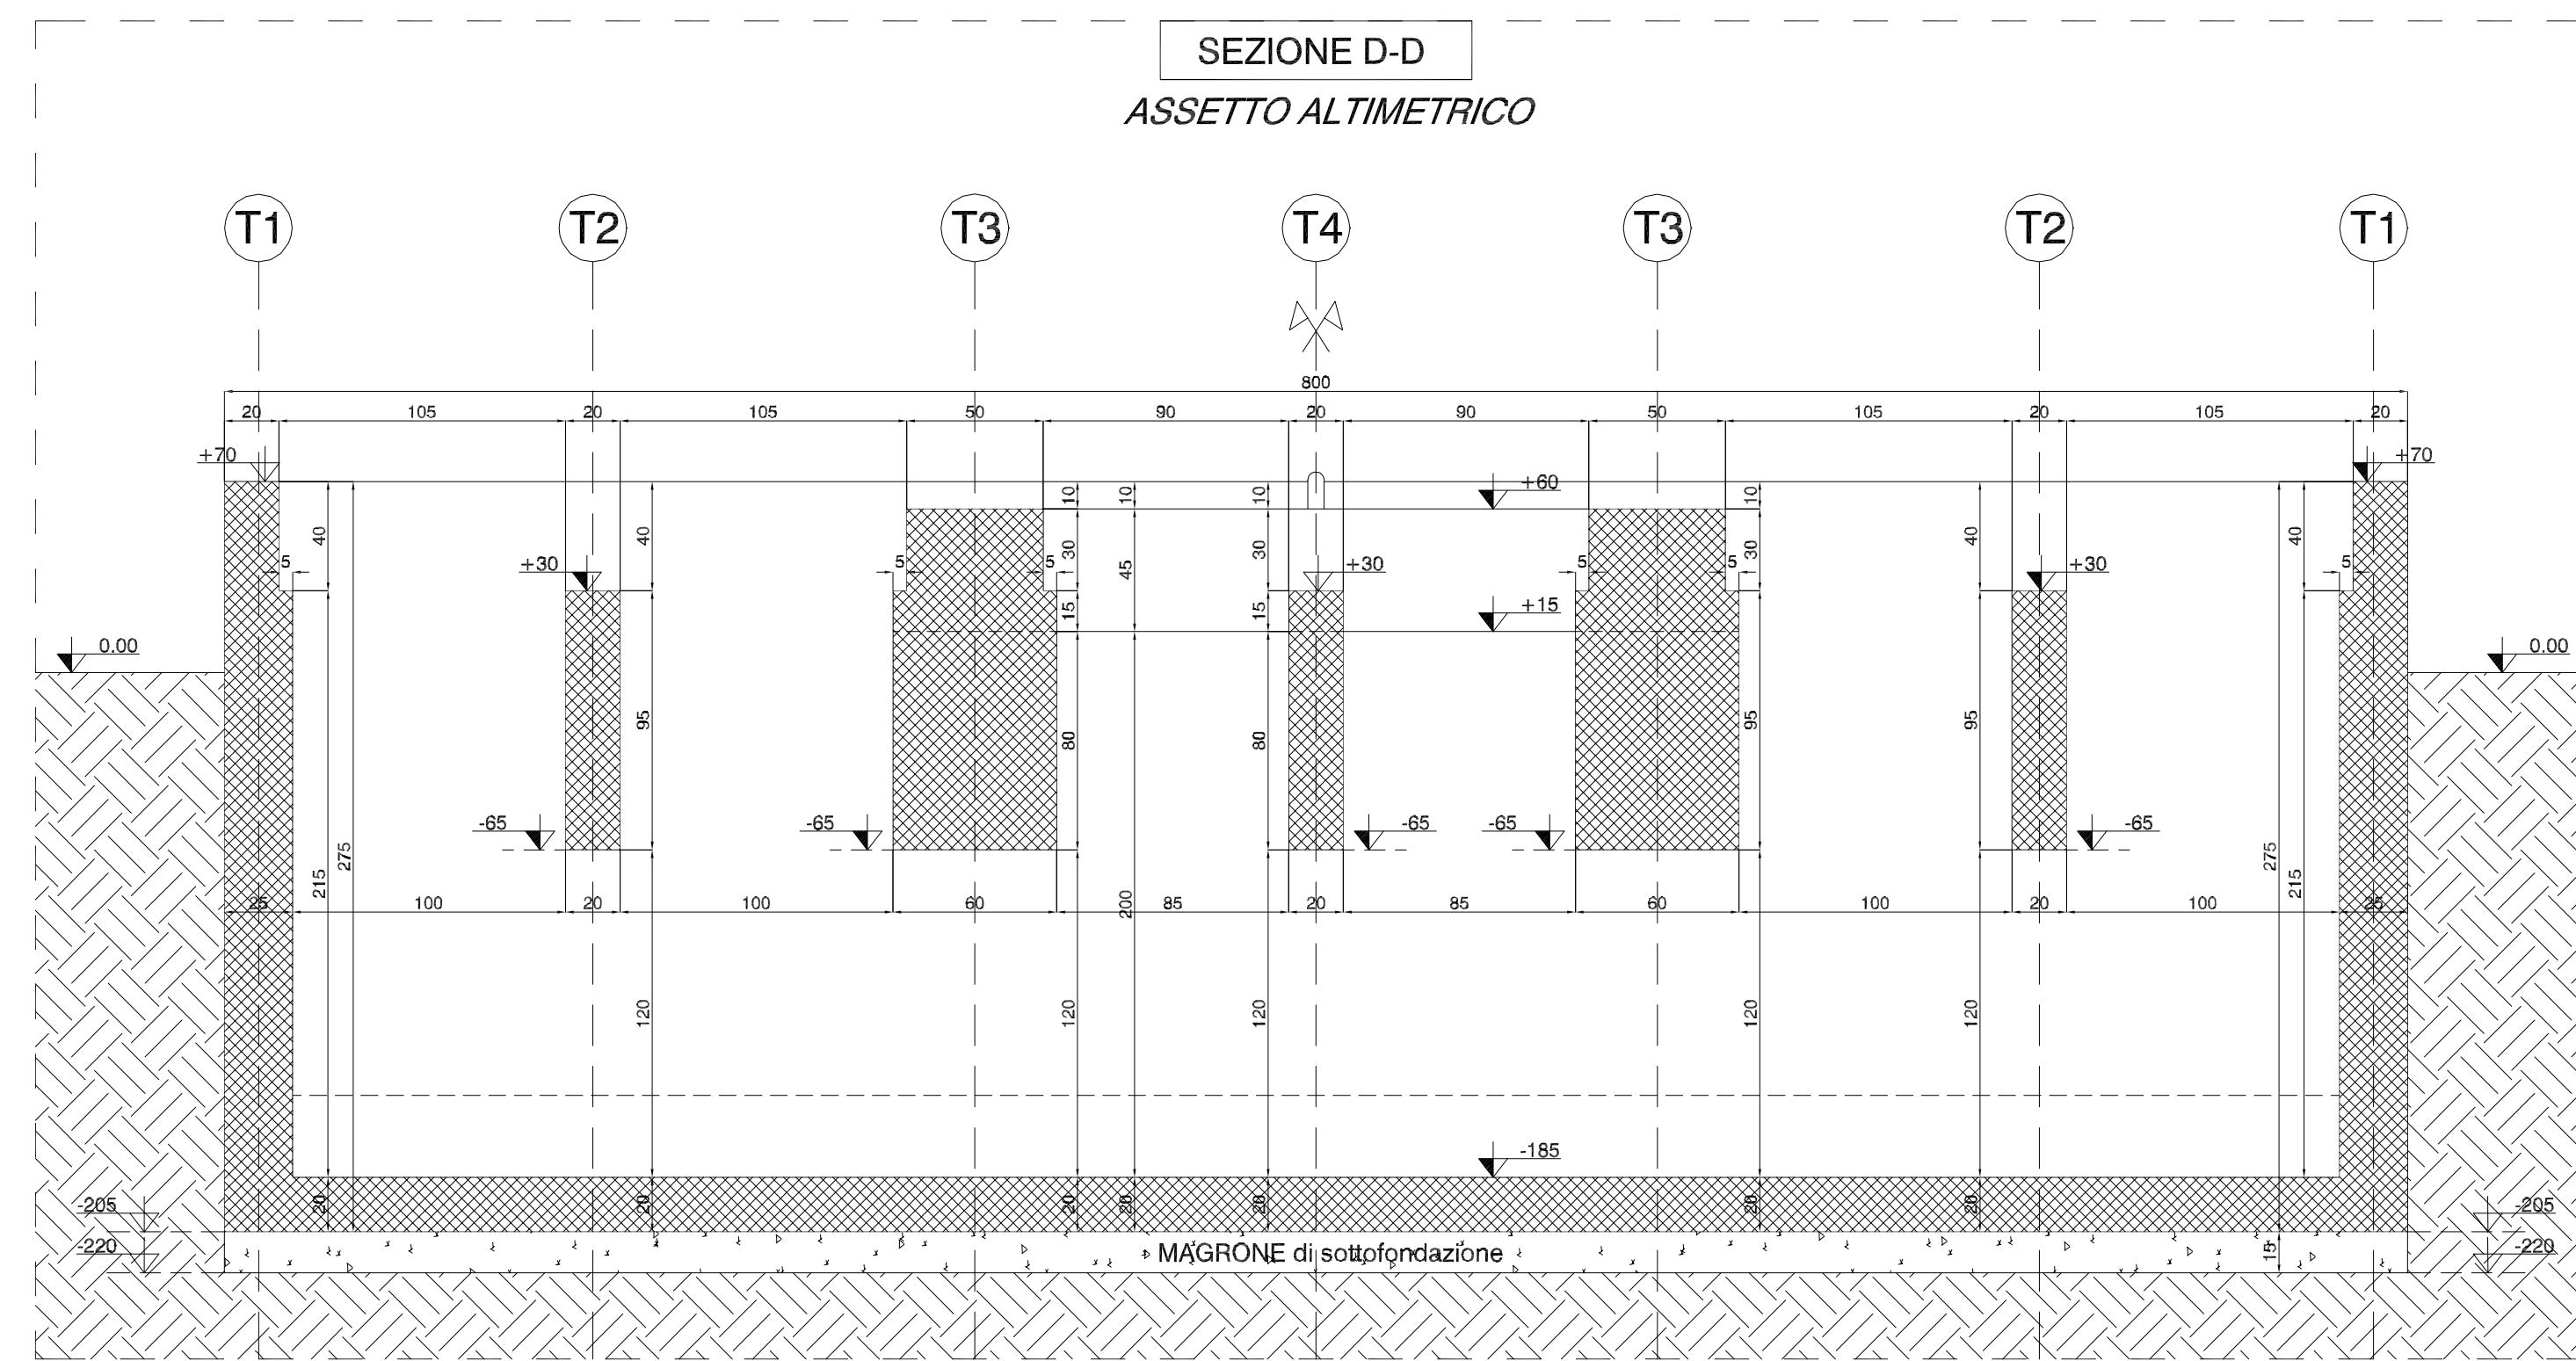 SEZIONE D-D
ASSETTO ALTIMETRICO
T1 T2 T3 T4 T3 T2 T1
800
20 105 20 105 50 90 20 90 50 105 20 105 20
+70 +70
10 10 10 +60 10
40 40 30 45 30 30 40 40
5 +30 5 5 +30 5 5 +30 5
15 15 +15
0.00 0.00
95 80 80 95 95
-65 -65 -65 -65 -65
215 275 275 215
25 100 20 100 60 200 85 20 85 60 100 20 100 25
120 120 120 120 120
-185
-205 20 20 20 20 20 20 20 -205
-220 MAGRONE di sottofondazione 15 -220